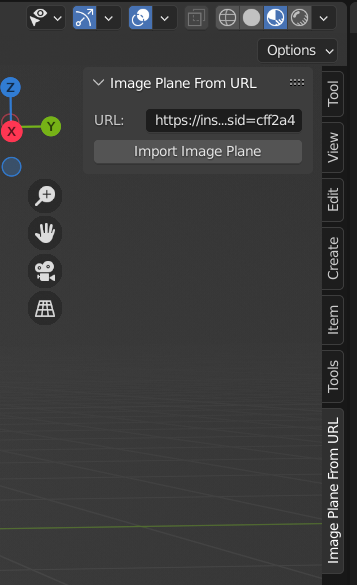 Options
Image Plane From URL
URL:
https://ins...sid=cff2a4
Import Image Plane
Z
Y
X
Tool
View
Edit
Create
Item
Tools
Image Plane From URL